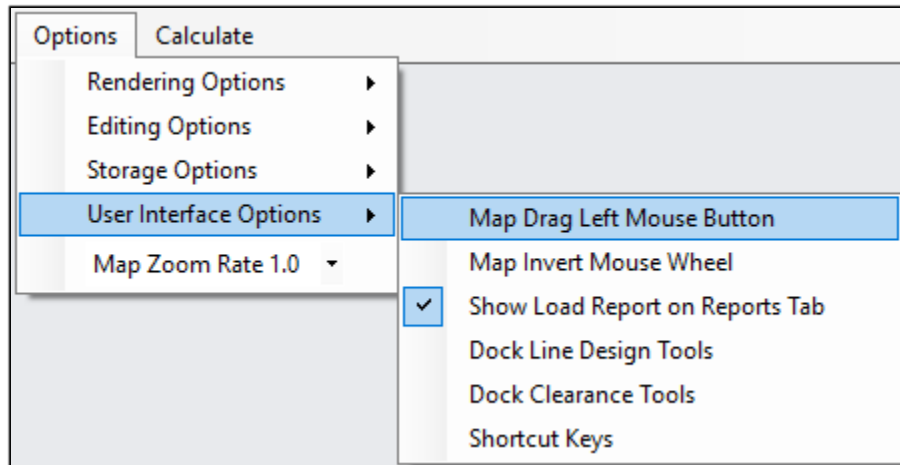 Options Calculate
Rendering Options
Editing Options
Storage Options
User Interface Options
Map Zoom Rate 1.0
Map Drag Left Mouse Button
Map Invert Mouse Wheel
Show Load Report on Reports Tab
Dock Line Design Tools
Dock Clearance Tools
Shortcut Keys